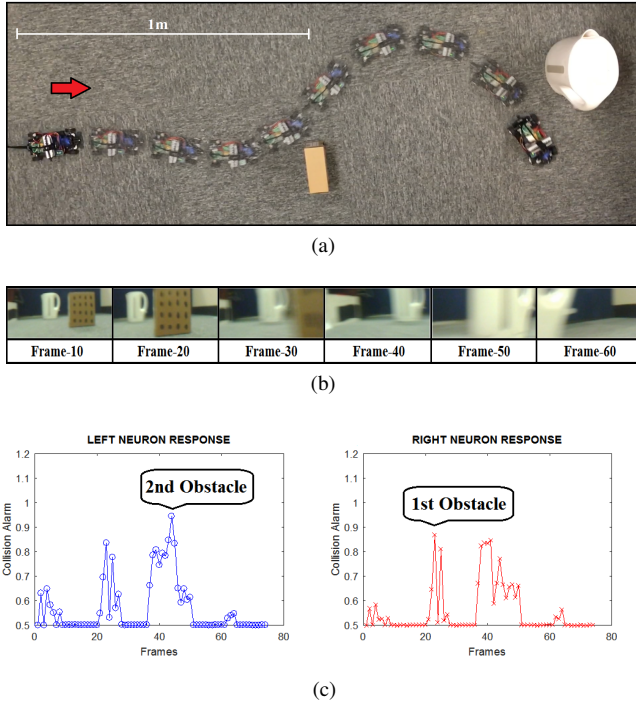 1m
(a)
Frame-10 Frame-20 Frame-30 Frame-40 Frame-50 Frame-60
(b)
LEFT NEURON RESPONSE
1.2
1.1
1
0.9
0.8
0.7
0.6
0.5
0 20 40 60 80
Collision Alarm
Frames
2nd Obstacle
RIGHT NEURON RESPONSE
1.2
1.1
1
0.9
0.8
0.7
0.6
0.5
0 20 40 60 80
Collision Alarm
Frames
1st Obstacle
(c)